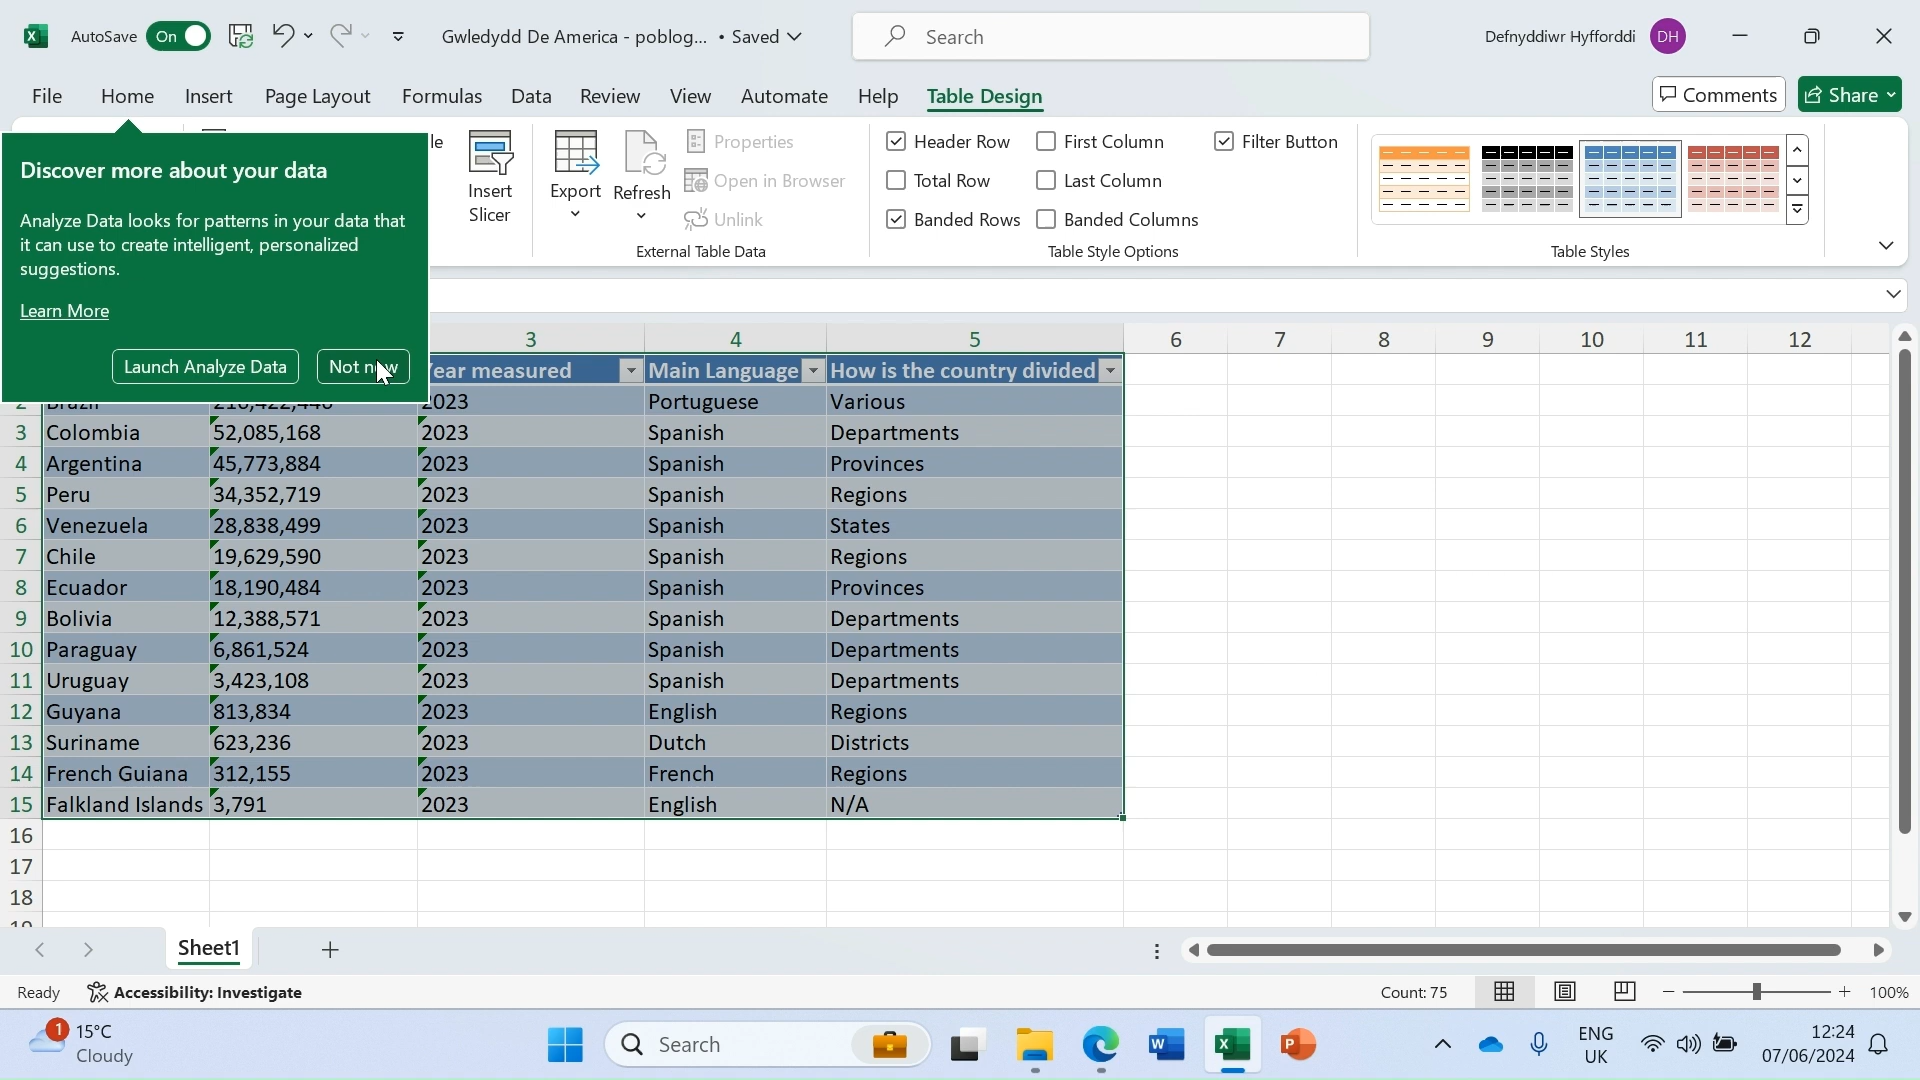 AutoSave On Gwledydd De America - poblog... • Saved Search Defnyddiwr Hyfforddi DH
File Home Insert Page Layout Formulas Data Review View Automate Help Table Design Comments Share
Discover more about your data
Analyze Data looks for patterns in your data that
it can use to create intelligent, personalized
suggestions.
Learn More
Launch Analyze Data Not now
Insert
Slicer
Export
Refresh
Properties
Open in Browser
Unlink
External Table Data
Header Row First Column Filter Button
Total Row Last Column
Banded Rows Banded Columns
Table Style Options
Table Styles
3 4 5 6 7 8 9 10 11 12
Year measured Main Language How is the country divided
2 Brazil 216,422,446 2023 Portuguese Various
3 Colombia 52,085,168 2023 Spanish Departments
4 Argentina 45,773,884 2023 Spanish Provinces
5 Peru 34,352,719 2023 Spanish Regions
6 Venezuela 28,838,499 2023 Spanish States
7 Chile 19,629,590 2023 Spanish Regions
8 Ecuador 18,190,484 2023 Spanish Provinces
9 Bolivia 12,388,571 2023 Spanish Departments
10 Paraguay 6,861,524 2023 Spanish Departments
11 Uruguay 3,423,108 2023 Spanish Departments
12 Guyana 813,834 2023 English Regions
13 Suriname 623,236 2023 Dutch Districts
14 French Guiana 312,155 2023 French Regions
15 Falkland Islands 3,791 2023 English N/A
16
17
18
19
Sheet1
Ready Accessibility: Investigate Count: 75 100%
1 15°C
Cloudy
Search
ENG
UK
12:24
07/06/2024